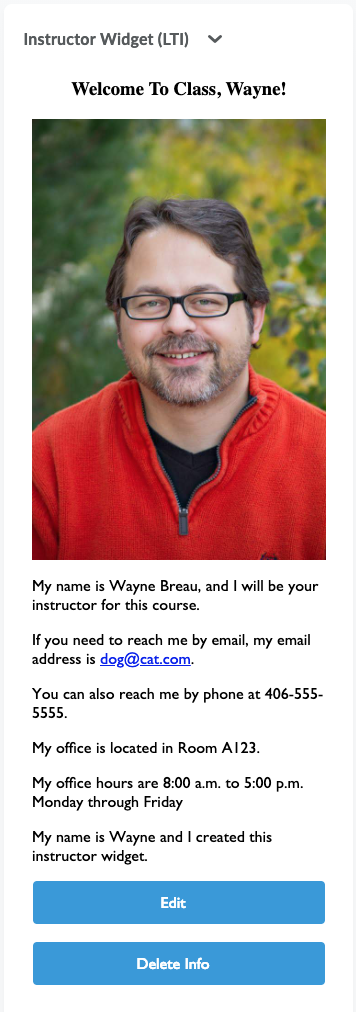 Instructor Widget (LTI)
Welcome To Class, Wayne!
My name is Wayne Breau, and I will be your
instructor for this course.
If you need to reach me by email, my email
address is dog@cat.com.
You can also reach me by phone at 406-555-
5555.
My office is located in Room A123.
My office hours are 8:00 a.m. to 5:00 p.m.
Monday through Friday
My name is Wayne and I created this
instructor widget.
Edit
Delete Info